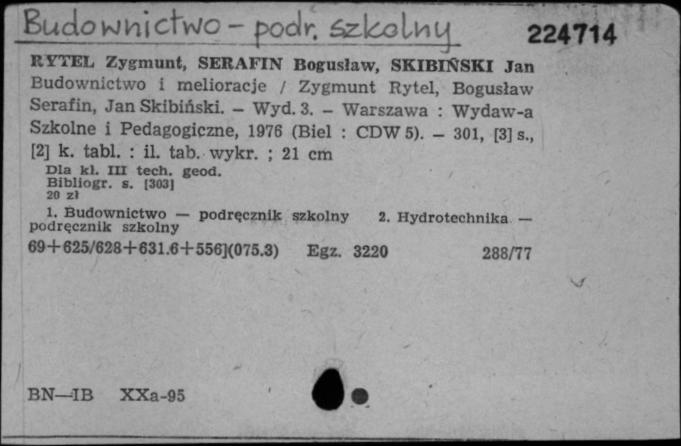 Budownictwo - podr. szkolny 224714
RYTEL Zygmunt, SERAFIN Bogusław, SKIBIŃSKI Jan
Budownictwo i melioracje / Zygmunt Rytel, Bogusław
Serafin, Jan Skibiński. — Wyd. 3. — Warszawa : Wydaw-a
Szkolne i Pedagogiczne, 1976 (Biel : CDW 5). — 301, [3] s.,
[2] k. tabl. : il. tab. wykr. ; 21 cm
Dla kl. III tech. geod.
Bibliogr. s. [303]
20 zł
1. Budownictwo — podręcznik szkolny 2. Hydrotechnika —
podręcznik szkolny
69+625/628+631.6+556](075.3) Egz. 3220 288/77
BN—IB XXa-95